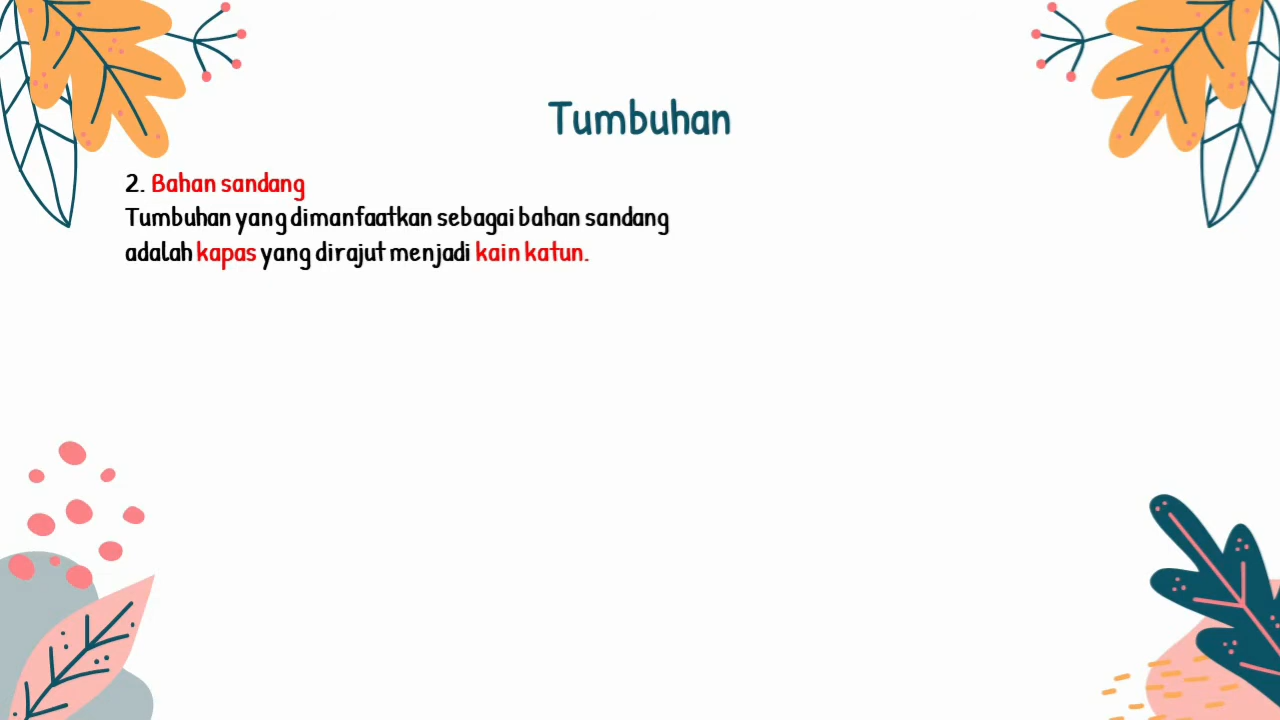 Tumbuhan
2. Bahan sandang
Tumbuhan yang dimanfaatkan sebagai bahan sandang
adalah kapas yang dirajut menjadi kain katun.